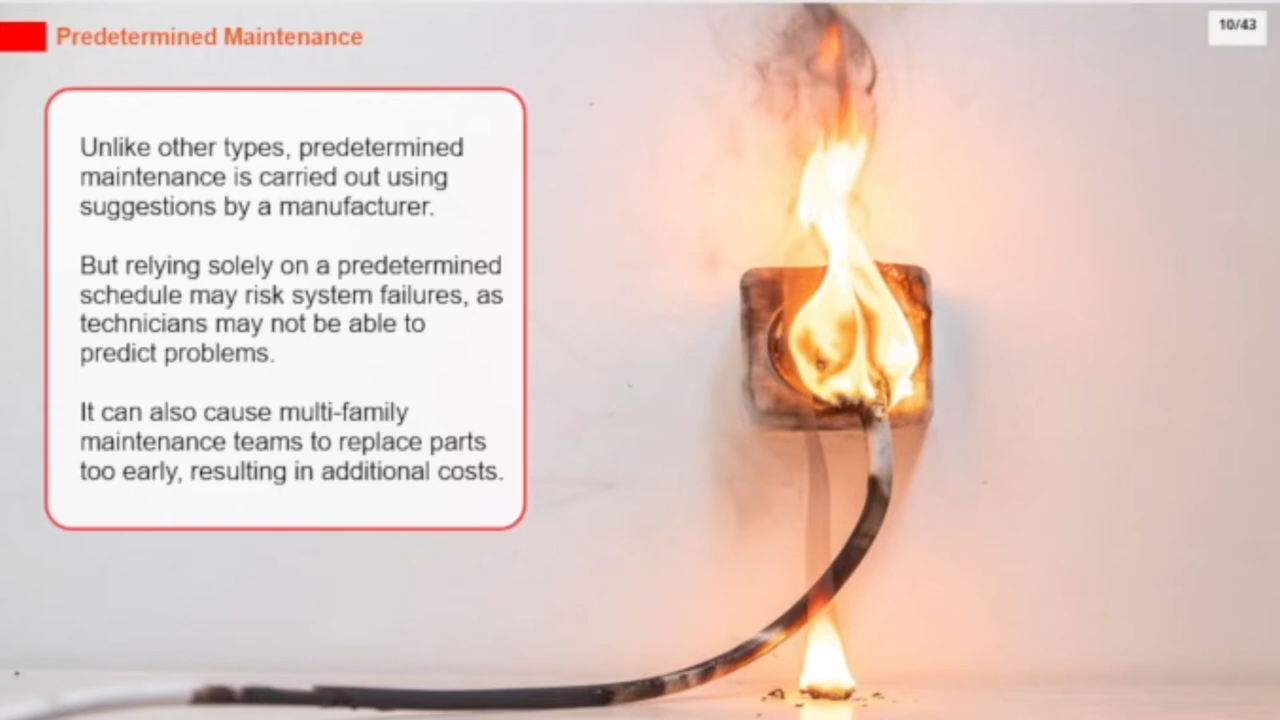 Predetermined Maintenance
10/43
Unlike other types, predetermined
maintenance is carried out using
suggestions by a manufacturer.
But relying solely on a predetermined
schedule may risk system failures, as
technicians may not be able to
predict problems.
It can also cause multi-family
maintenance teams to replace parts
too early, resulting in additional costs.